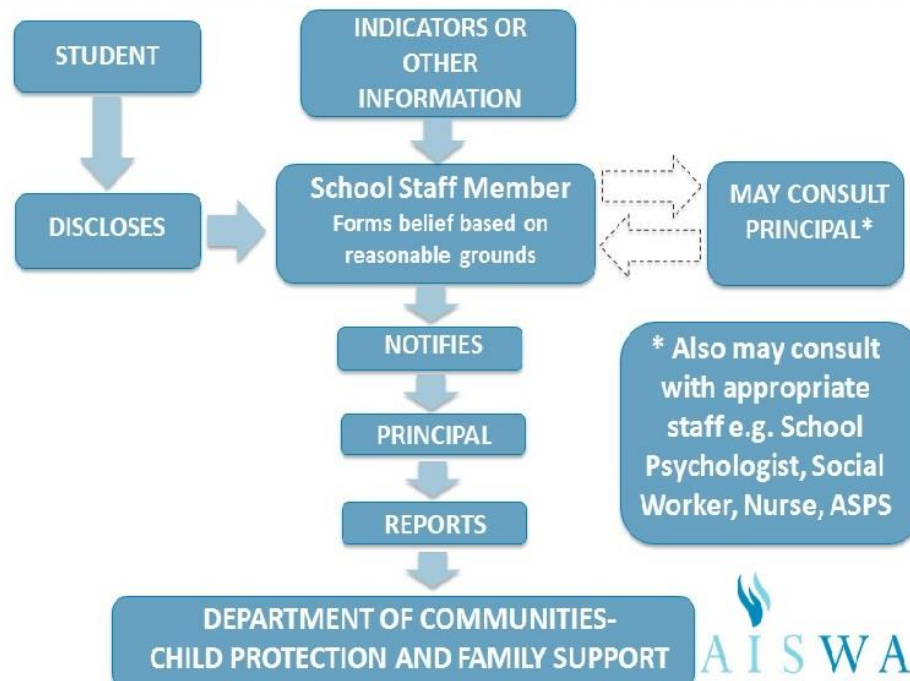 STUDENT
INDICATORS OR
OTHER
INFORMATION
DISCLOSES
School Staff Member
Forms belief based on
reasonable grounds
MAY CONSULT
PRINCIPAL*
NOTIFIES
PRINCIPAL
REPORTS
* Also may consult
with appropriate
staff e.g. School
Psychologist, Social
Worker, Nurse, ASPS
DEPARTMENT OF COMMUNITIES-
CHILD PROTECTION AND FAMILY SUPPORT
AISWA